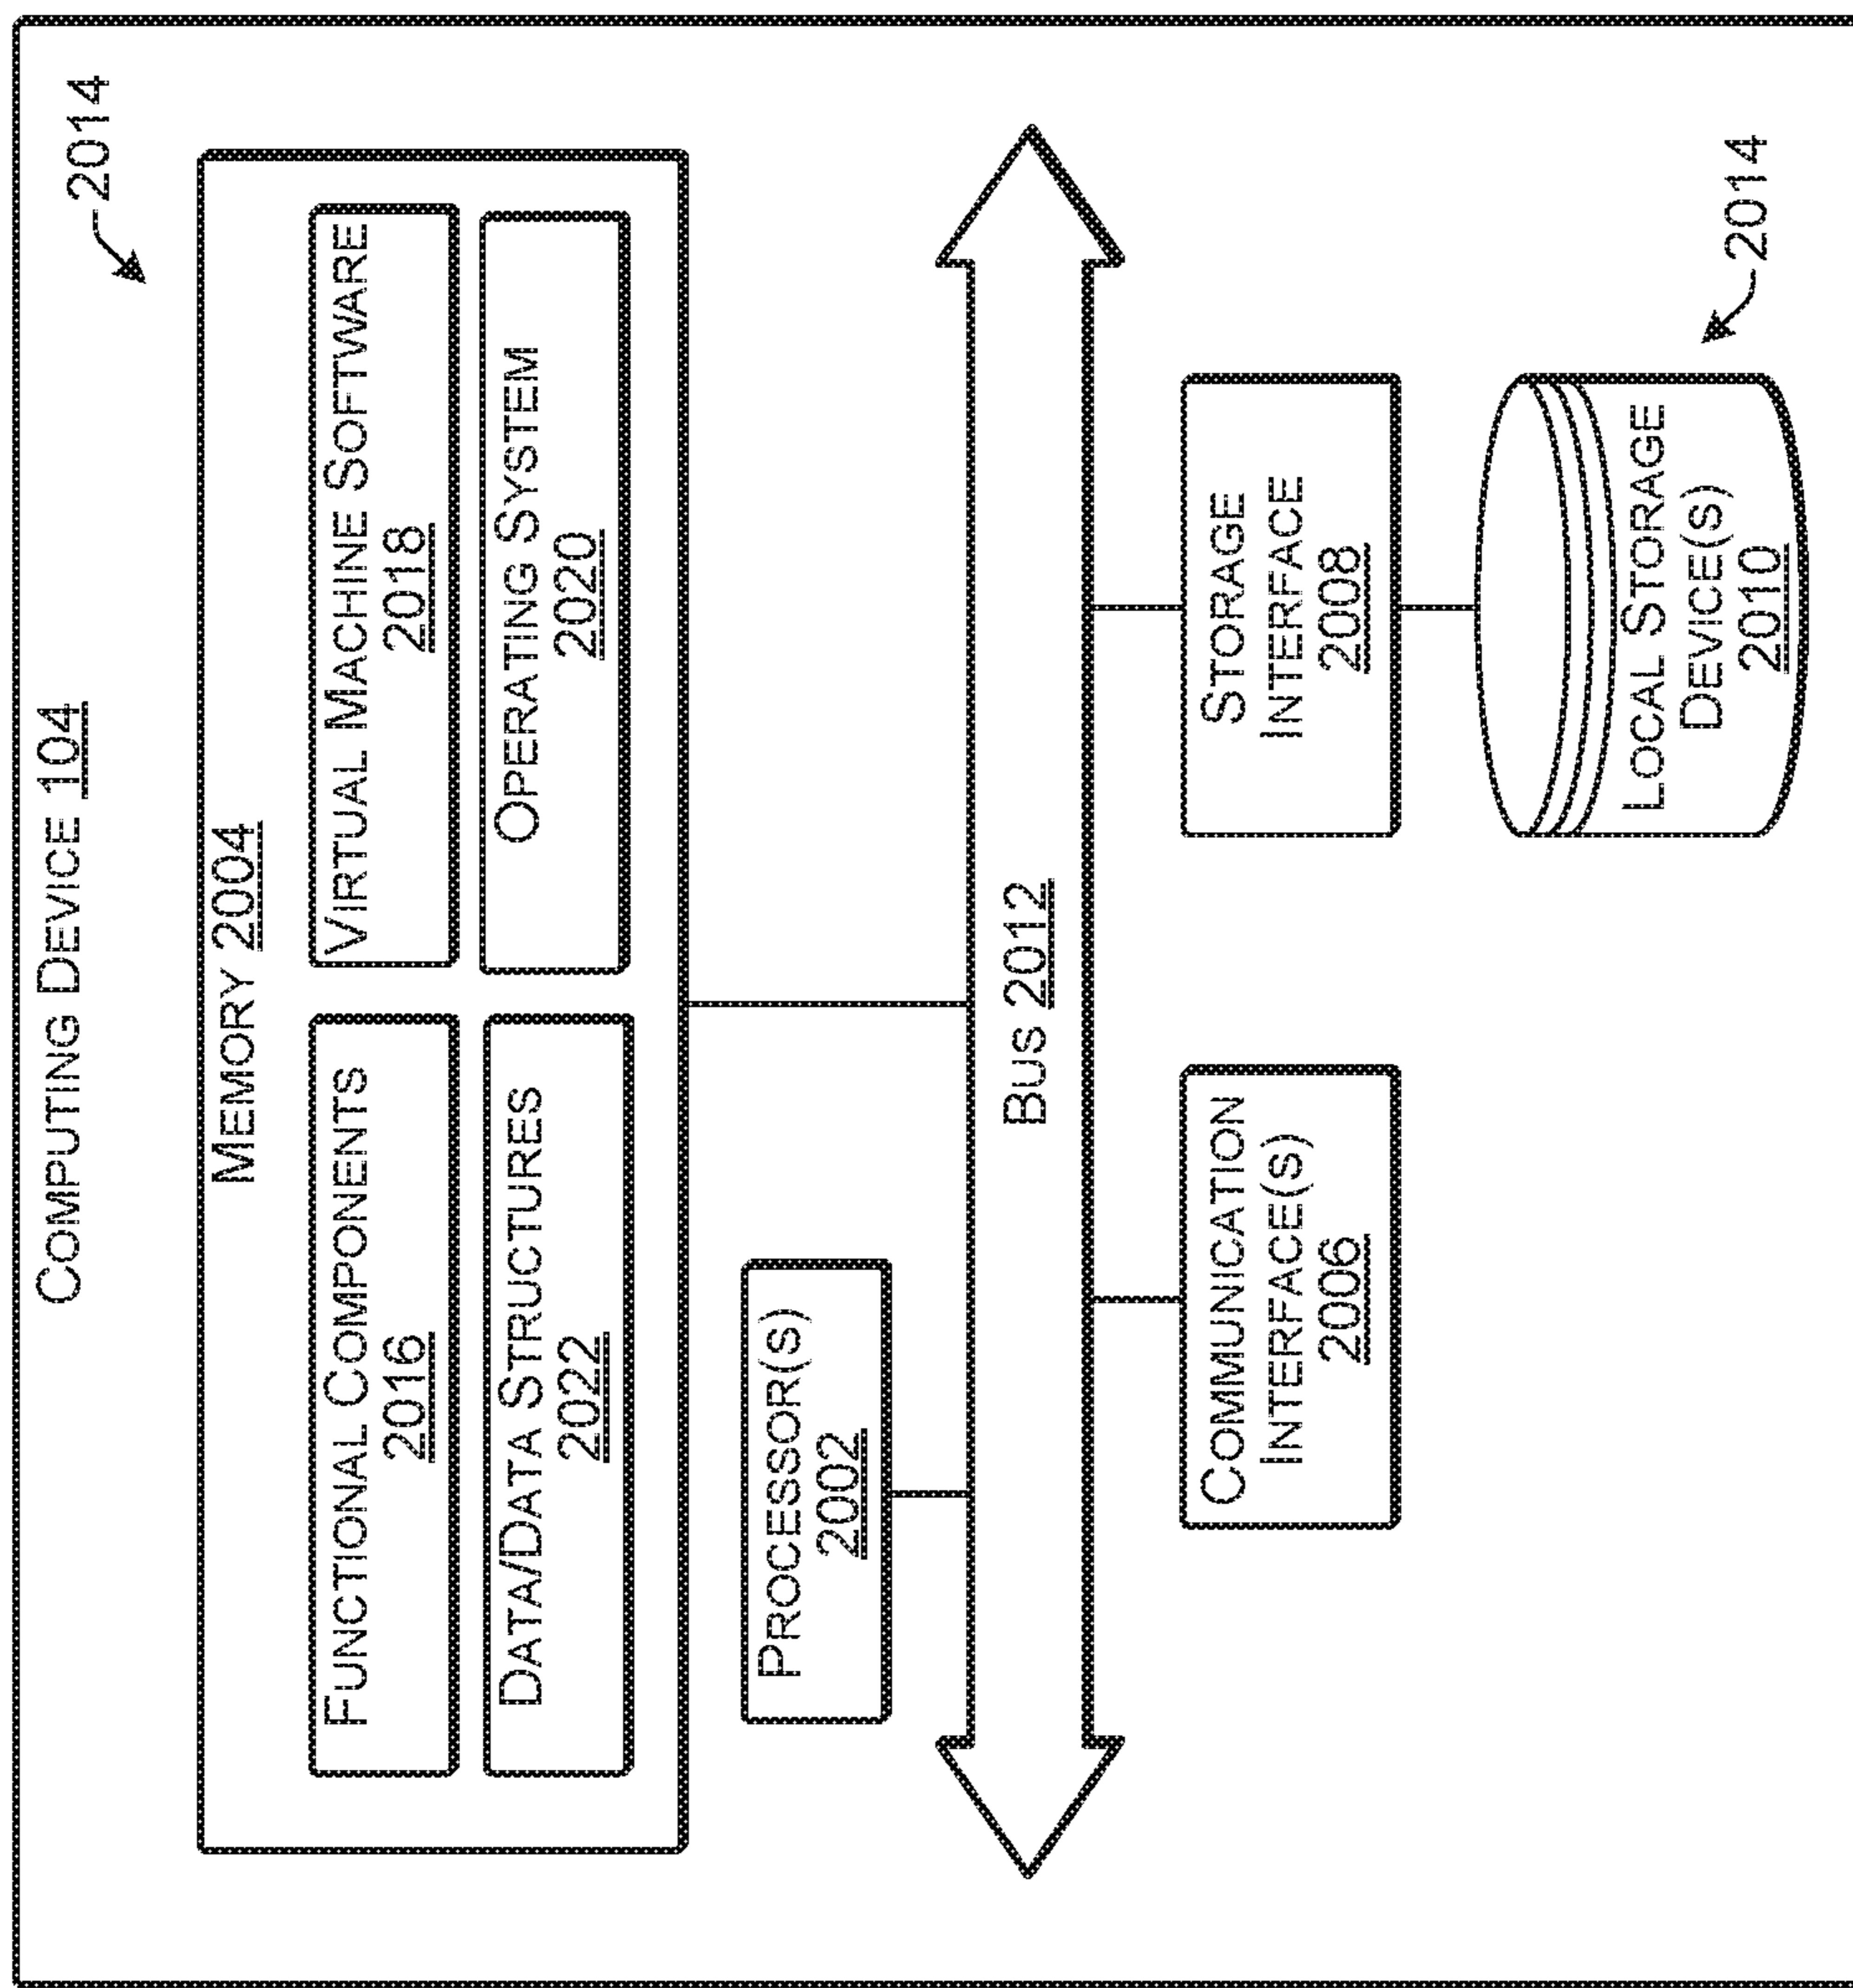 COMPUTING DEVICE 104
2014
MEMORY 2004
FUNCTIONAL COMPONENTS
2016
VIRTUAL MACHINE SOFTWARE
2018
DATA/DATA STRUCTURES
2022
OPERATING SYSTEM
2020
PROCESSOR(S)
2002
BUS 2012
COMMUNICATION
INTERFACE(S)
2006
STORAGE
INTERFACE
2008
LOCAL STORAGE
DEVICE(S)
2010
2014